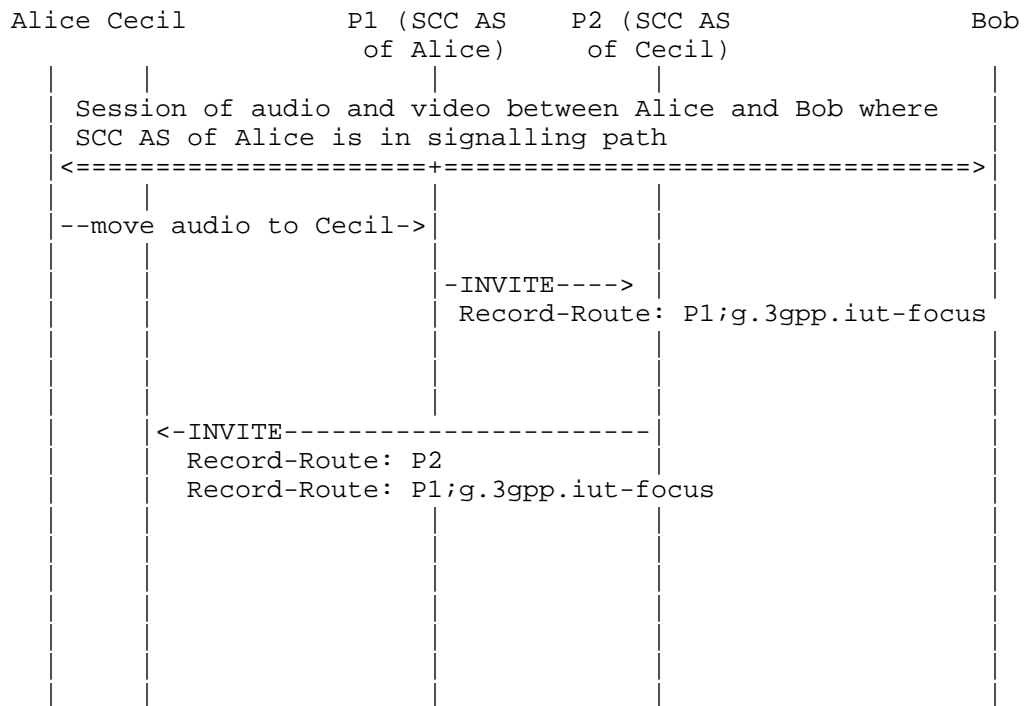 Alice Cecil P1 (SCC AS P2 (SCC AS Bob
of Alice) of Cecil)
Session of audio and video between Alice and Bob where
SCC AS of Alice is in signalling path
<======================+=================================>
--move audio to Cecil->
-INVITE---->
Record-Route: P1;g.3gpp.iut-focus
<-INVITE-----------------------
Record-Route: P2
Record-Route: P1;g.3gpp.iut-focus